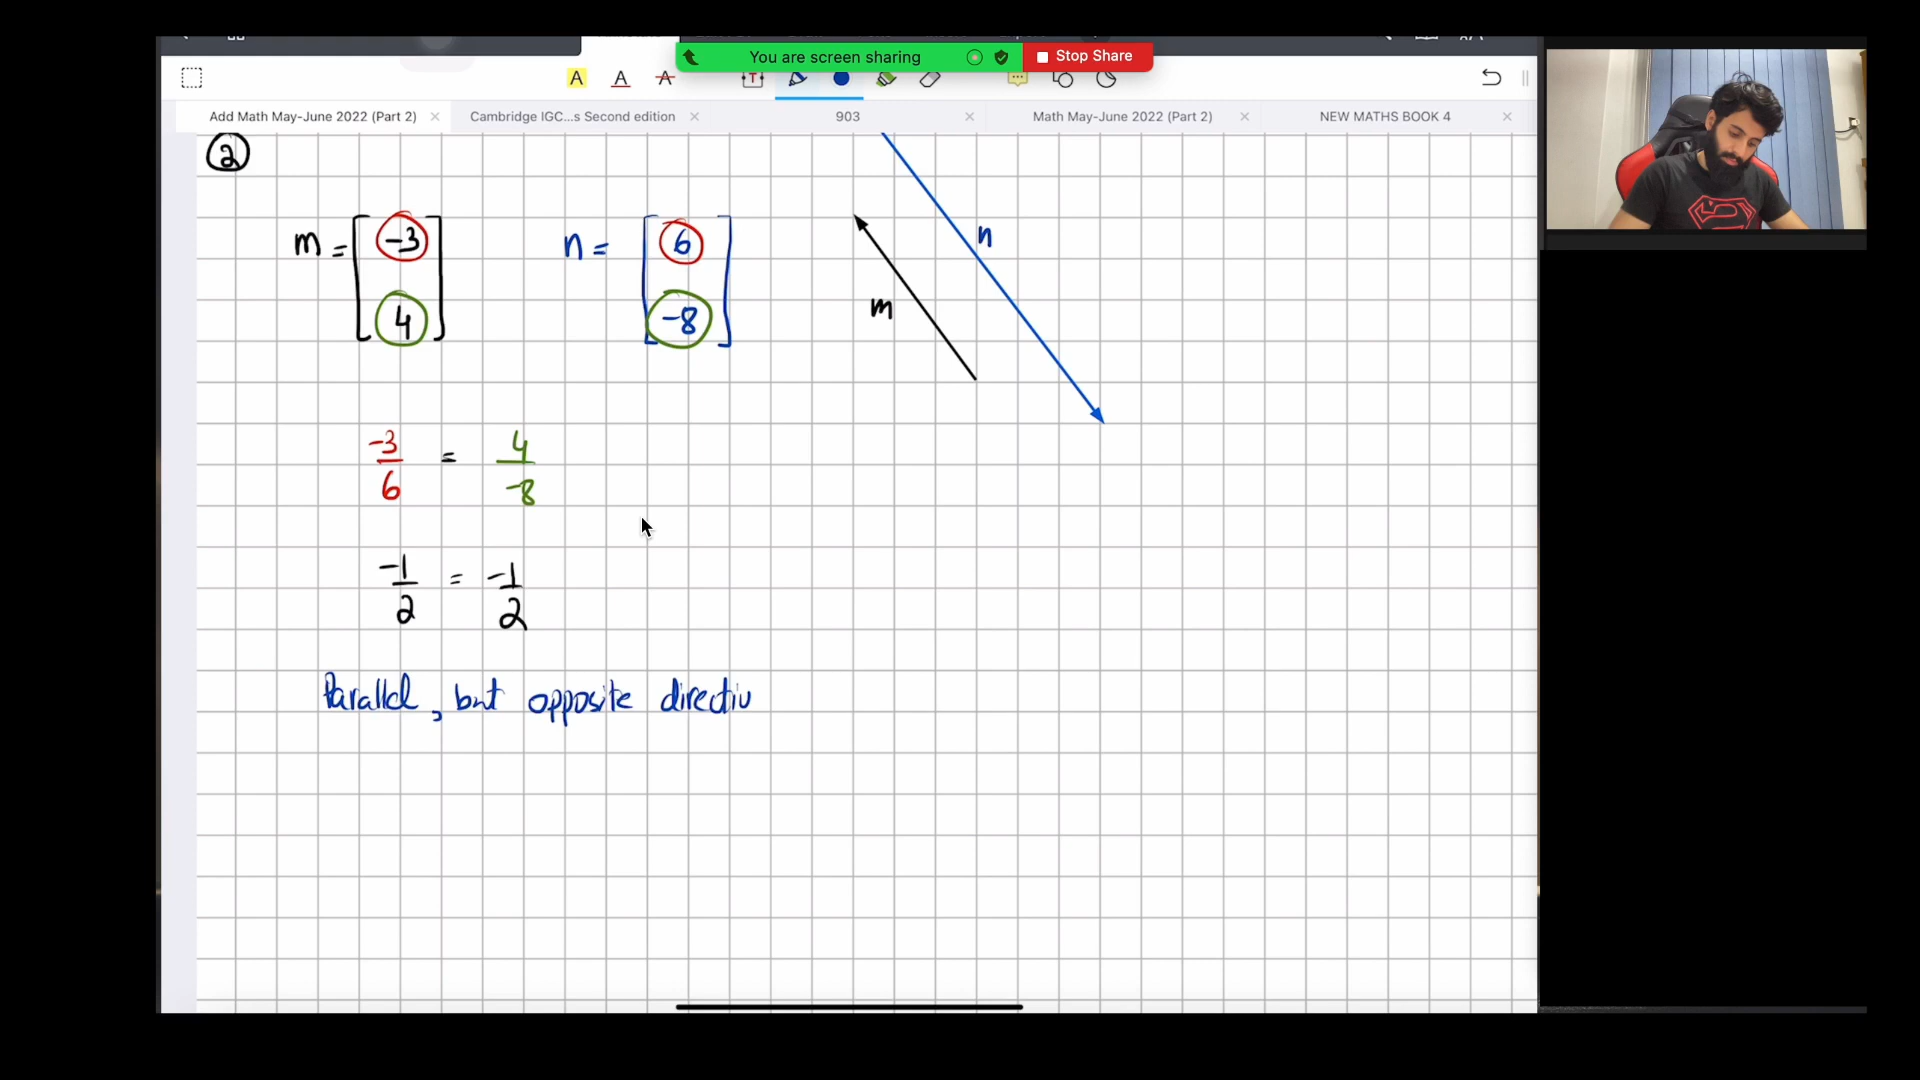 You are screen sharing
Stop Share
A A A T
Add Math May-June 2022 (Part 2) Cambridge IGC...s Second edition 903 Math May-June 2022 (Part 2) NEW MATHS BOOK 4
2
m = [ -3 4 ] n = [ 6 -8 ]
n
m
-3/6 = 4/-8
-1/2 = -1/2
Parallel, but opposite directiu